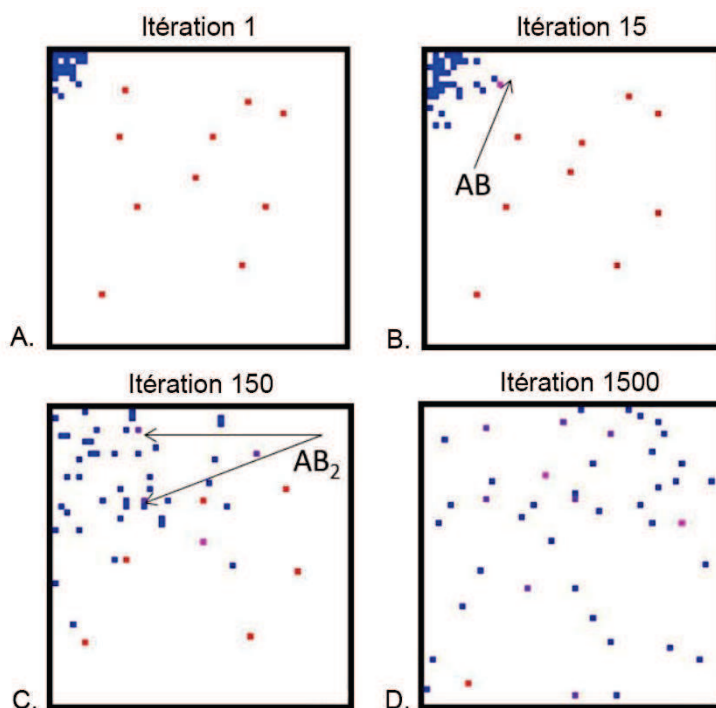 Itération 1
Itération 15
AB
A.
B.
Itération 150
Itération 1500
AB₂
C.
D.